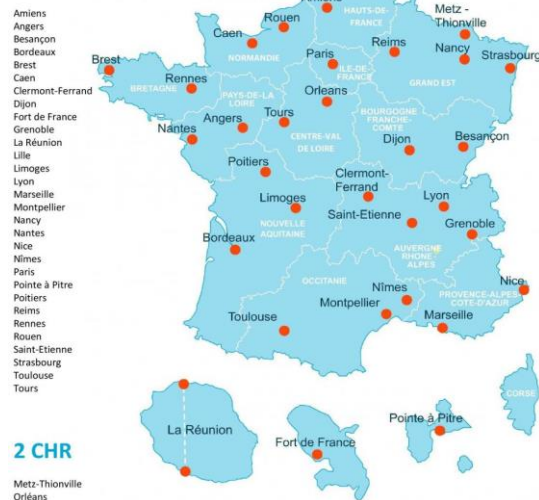 Amiens
Angers
Besançon
Bordeaux
Brest
Caen
Clermont-Ferrand
Dijon
Fort de France
Grenoble
La Réunion
Lille
Limoges
Lyon
Marseille
Montpellier
Nancy
Nantes
Nice
Nîmes
Paris
Pointe à Pitre
Poitiers
Reims
Rennes
Rouen
Saint-Etienne
Strasbourg
Toulouse
Tours
2 CHR
Metz-Thionville
Orléans
HAUTS-DE-
FRANCE
Metz -
Thionville
Rouen
Caen
Reims
Nancy
Strasbourg
Brest
NORMANDIE
Paris
ILE-DE-
FRANCE
GRAND EST
Rennes
BRETAGNE
PAYS-DE-LA
LOIRE
Orleans
Angers
Tours
BOURGOGNE
FRANCHE-
COMTE
Nantes
CENTRE-VAL
DE LOIRE
Dijon
Besançon
Poitiers
Clermont-
Ferrand
Limoges
Lyon
Saint-Etienne
Grenoble
NOUVELLE
AQUITAINE
Bordeaux
AUVERGNE
RHONE
ALPES
OCCITANIE
Nîmes
Nice
PROVENCE-ALPES
COTE-D'AZUR
Montpellier
Marseille
Toulouse
CORSE
La Réunion
Fort de France
Pointe à Pitre